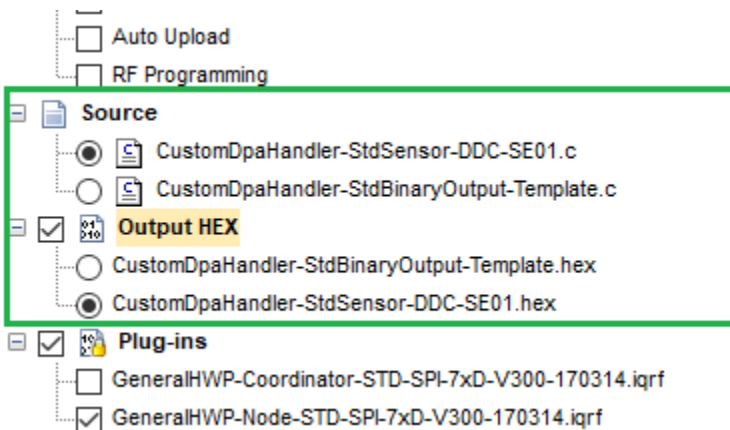 Auto Upload
RF Programming
Source
CustomDpaHandler-StdSensor-DDC-SE01.c
CustomDpaHandler-StdBinaryOutput-Template.c
Output HEX
CustomDpaHandler-StdBinaryOutput-Template.hex
CustomDpaHandler-StdSensor-DDC-SE01.hex
Plug-ins
GeneralHWP-Coordinator-STD-SPI-7xD-V300-170314.iqrf
GeneralHWP-Node-STD-SPI-7xD-V300-170314.iqrf